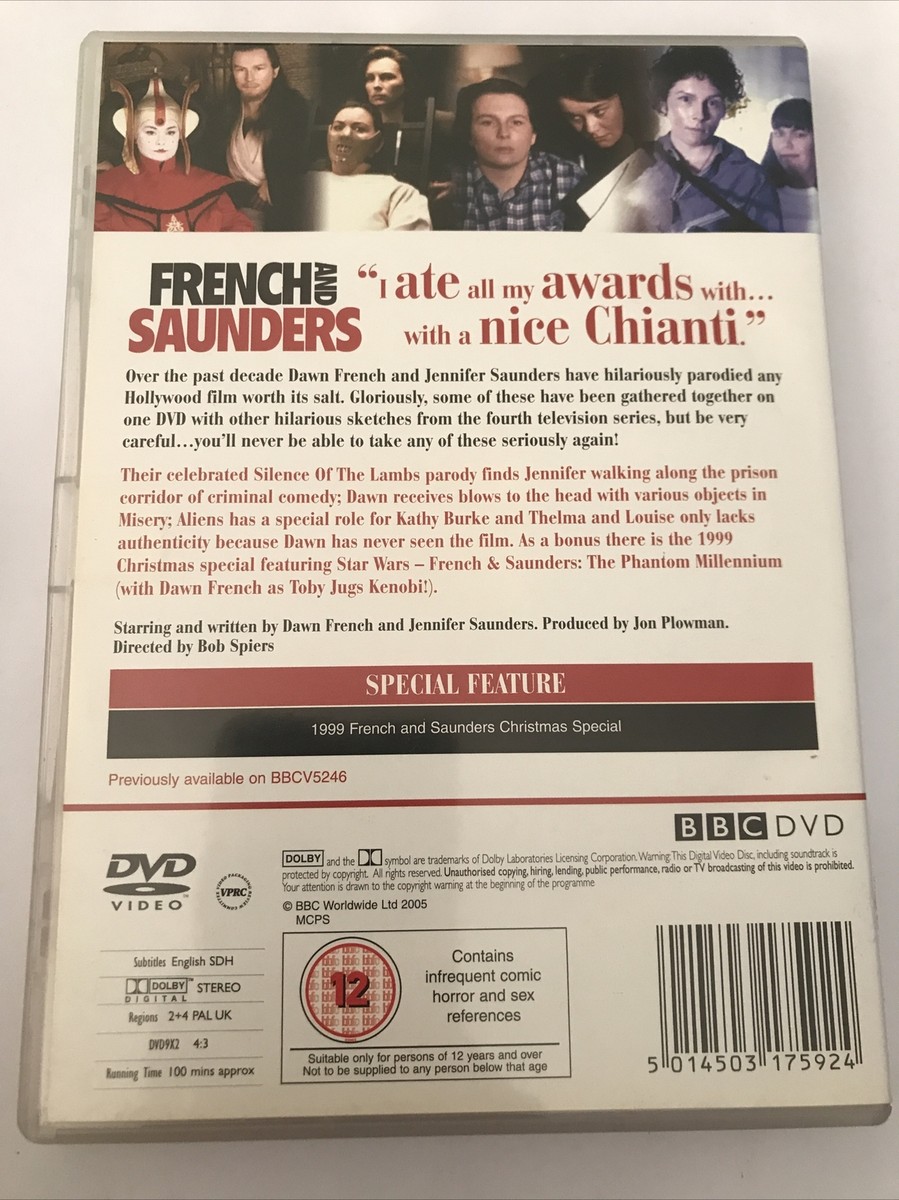 FRENCH AND
SAUNDERS
“I ate all my awards with...
with a nice Chianti.”
Over the past decade Dawn French and Jennifer Saunders have hilariously parodied any
Hollywood film worth its salt. Gloriously, some of these have been gathered together on
one DVD with other hilarious sketches from the fourth television series, but be very
careful...you'll never be able to take any of these seriously again!
Their celebrated Silence Of The Lambs parody finds Jennifer walking along the prison
corridor of criminal comedy; Dawn receives blows to the head with various objects in
Misery; Aliens has a special role for Kathy Burke and Thelma and Louise only lacks
authenticity because Dawn has never seen the film. As a bonus there is the 1999
Christmas special featuring Star Wars – French & Saunders: The Phantom Millennium
(with Dawn French as Toby Jugs Kenobi!).
Starring and written by Dawn French and Jennifer Saunders. Produced by Jon Plowman.
Directed by Bob Spiers
SPECIAL FEATURE
1999 French and Saunders Christmas Special
Previously available on BBCV5246
BBC DVD
DVD
VIDEO
VIDEO PACKAGING REVIEW COMMITTEE
VPRC
DOLBY and the symbol are trademarks of Dolby Laboratories Licensing Corporation. Warning This Digital Video Disc, including soundtrack is
protected by copyright. All rights reserved. Unauthorised copying, hiring, lending, public performance, radio or TV broadcasting of this video is prohibited.
Your attention is drawn to the copyright warning at the beginning of the programme
© BBC Worldwide Ltd 2005
MCPS
Subtitles English SDH
DOLBY DIGITAL STEREO
Regions 2+4 PAL UK
DVD9X2 4:3
Running Time 100 mins approx
bbfc
12
Contains
infrequent comic
horror and sex
references
Suitable only for persons of 12 years and over
Not to be supplied to any person below that age
5 014503 175924